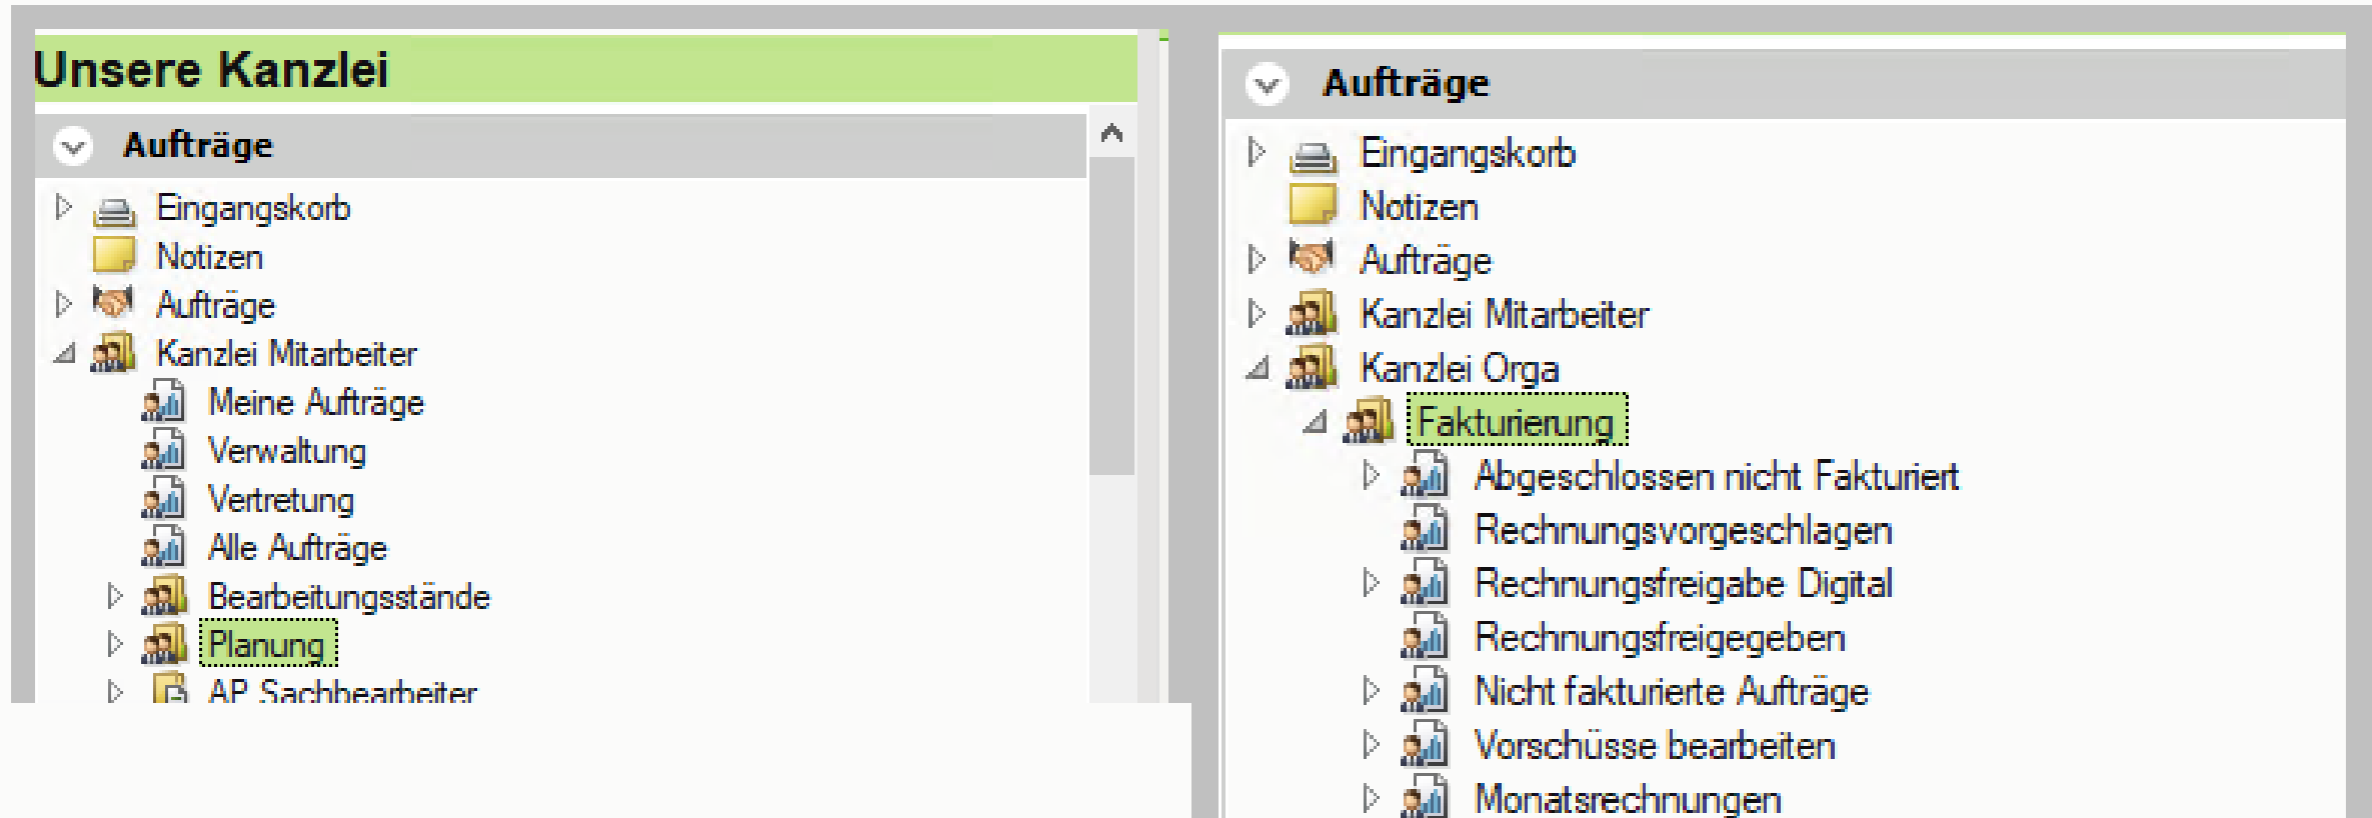 Unsere Kanzlei
Aufträge
Eingangskorb
Notizen
Aufträge
Kanzlei Mitarbeiter
Meine Aufträge
Verwaltung
Vertretung
Alle Aufträge
Bearbeitungsstände
Planung
AP Sachbearbeiter
Aufträge
Eingangskorb
Notizen
Aufträge
Kanzlei Mitarbeiter
Kanzlei Orga
Fakturierung
Abgeschlossen nicht Fakturiert
Rechnungsvorgeschlagen
Rechnungsfreigabe Digital
Rechnungsfreigegeben
Nicht fakturierte Aufträge
Vorschüsse bearbeiten
Monatsrechnungen